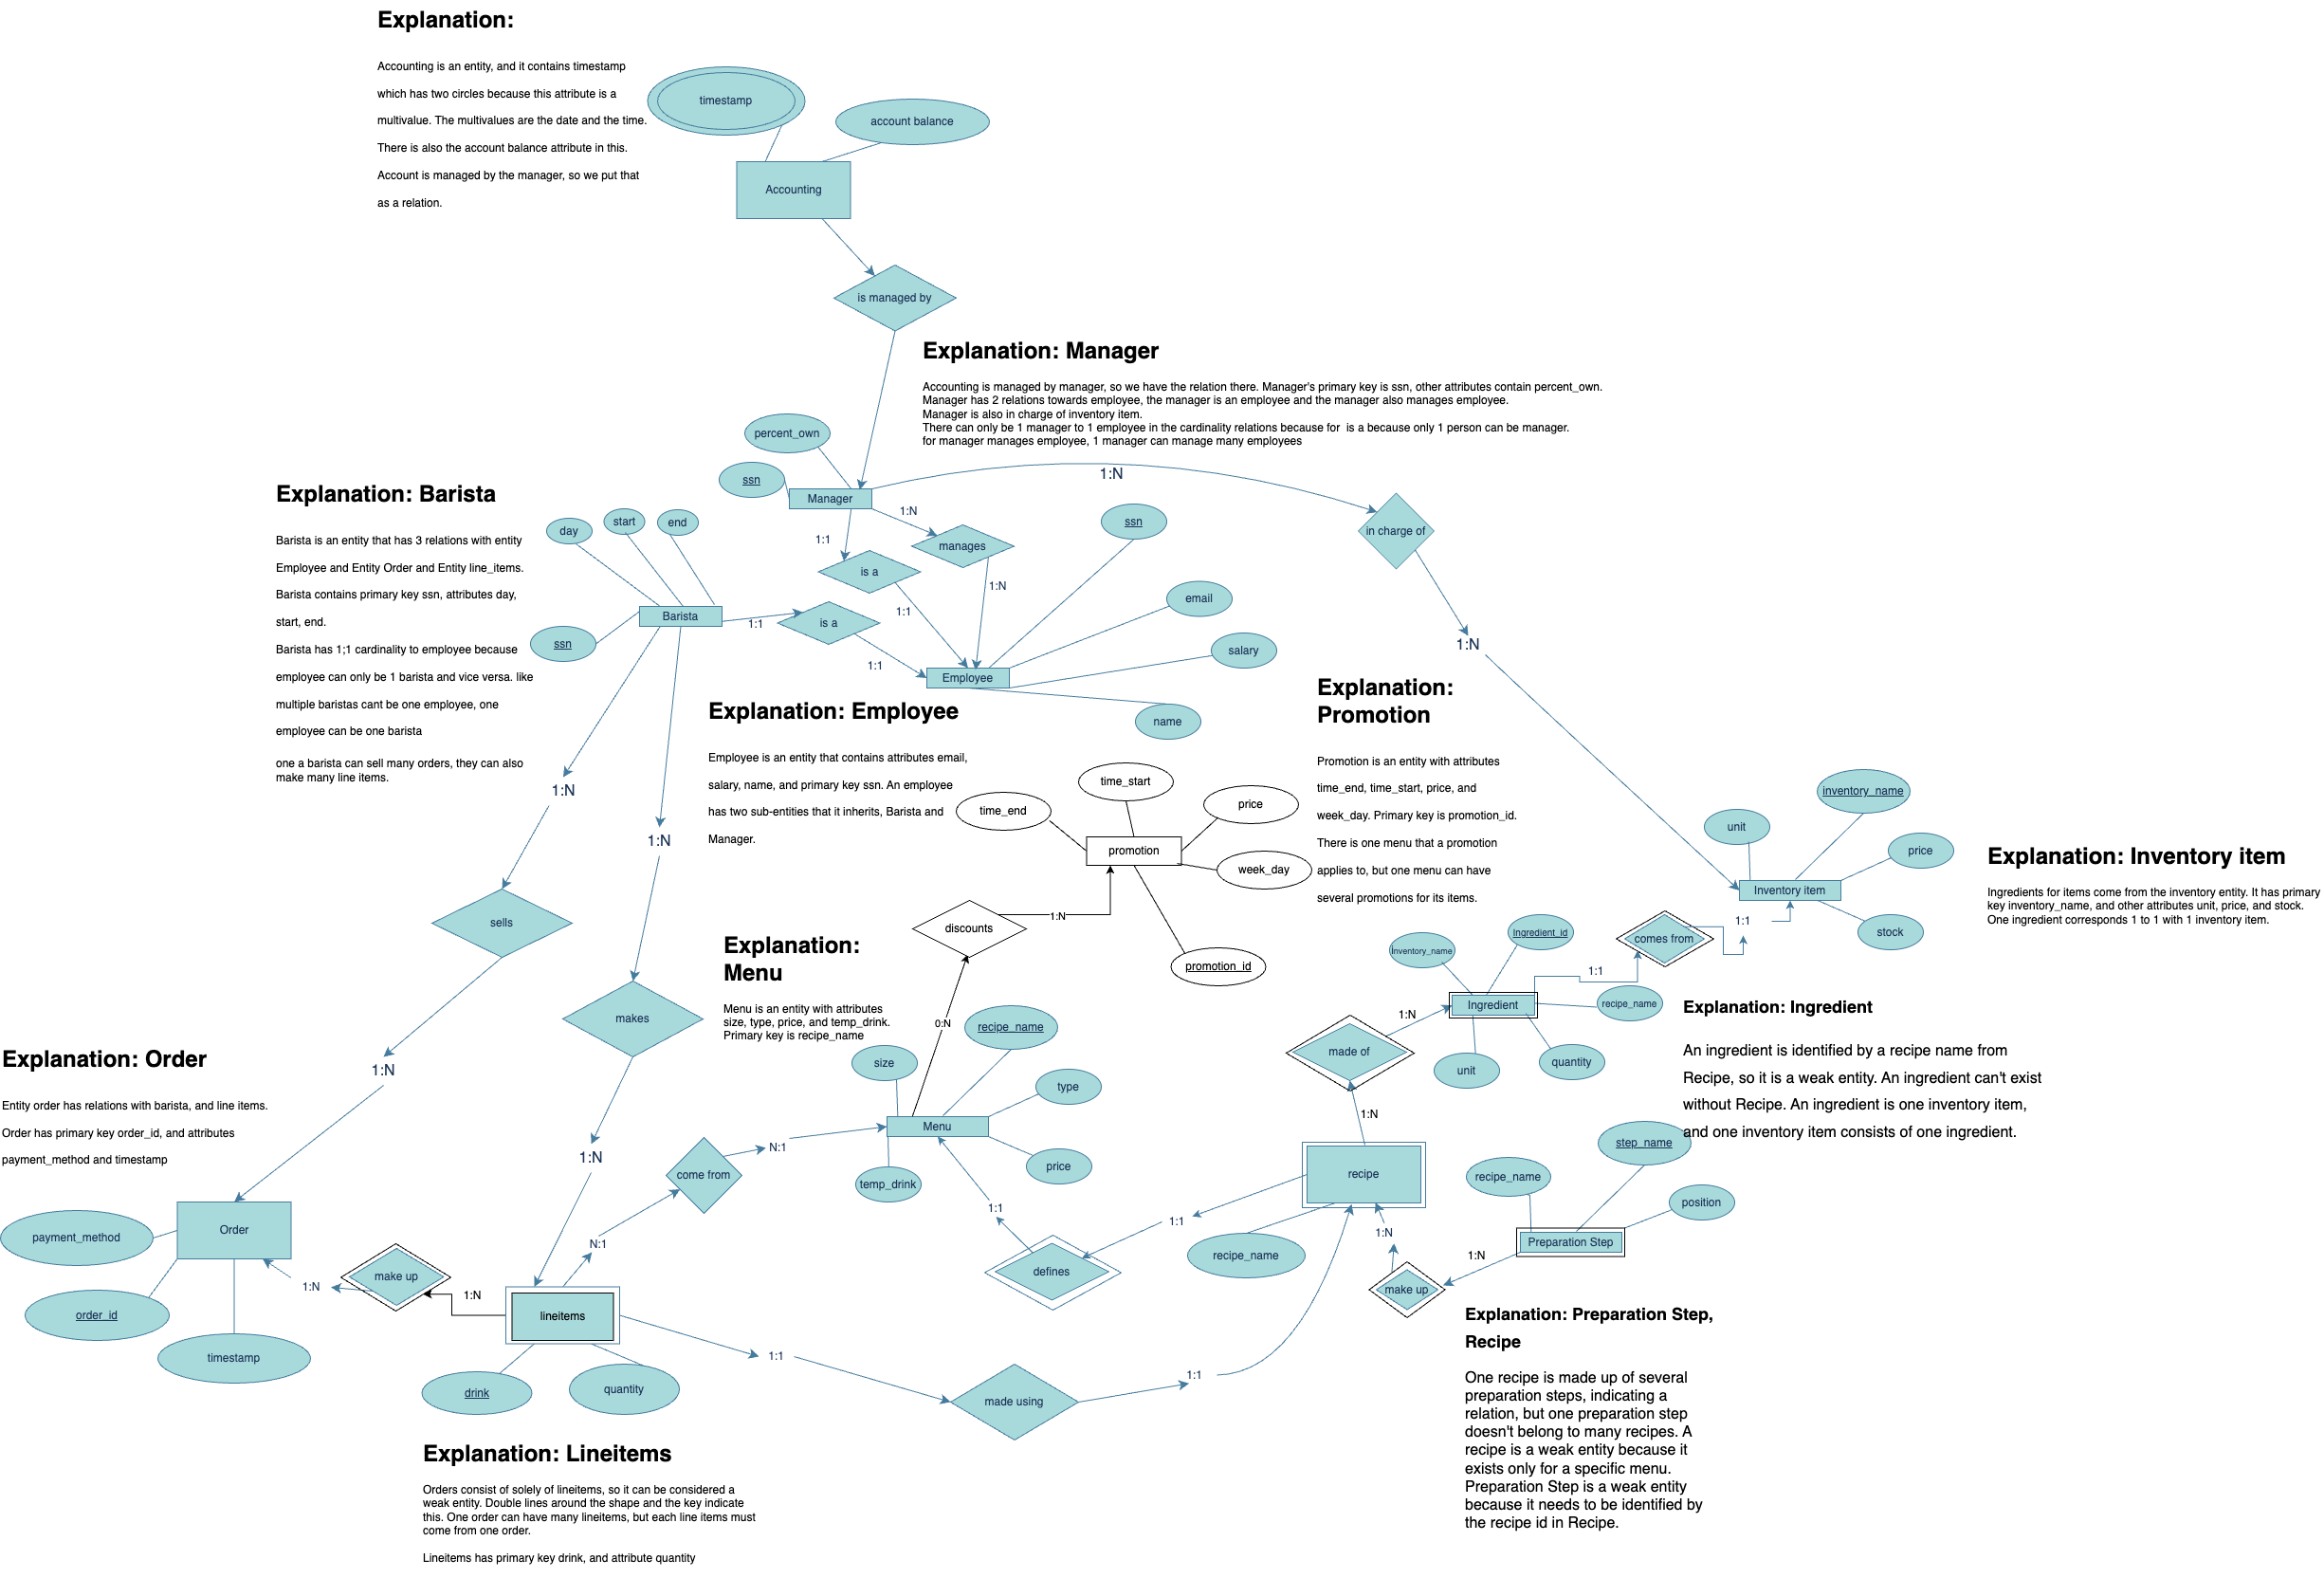 Explanation:
Accounting is an entity, and it contains timestamp
which has two circles because this attribute is a
multivalue. The multivalues are the date and the time.
There is also the account balance attribute in this.
Account is managed by the manager, so we put that
as a relation.
timestamp
account balance
Accounting
is managed by
Explanation: Manager
Accounting is managed by manager, so we have the relation there. Manager's primary key is ssn, other attributes contain percent_own.
Manager has 2 relations towards employee, the manager is an employee and the manager also manages employee.
Manager is also in charge of inventory item.
There can only be 1 manager to 1 employee in the cardinality relations because for  is a because only 1 person can be manager.
for manager manages employee, 1 manager can manage many employees
percent_own
ssn
Manager
1:N
in charge of
1:N
1:N
manages
1:N
1:1
is a
1:1
ssn
email
salary
name
Employee
Explanation: Barista
Barista is an entity that has 3 relations with entity
Employee and Entity Order and Entity line_items.
Barista contains primary key ssn, attributes day,
start, end.
Barista has 1;1 cardinality to employee because
employee can only be 1 barista and vice versa. like
multiple baristas cant be one employee, one
employee can be one barista
one a barista can sell many orders, they can also
make many line items.
day
start
end
ssn
Barista
1:1
is a
1:1
1:N
sells
1:N
1:N
makes
1:N
Explanation: Employee
Employee is an entity that contains attributes email,
salary, name, and primary key ssn. An employee
has two sub-entities that it inherits, Barista and
Manager.
Explanation:
Promotion
Promotion is an entity with attributes
time_end, time_start, price, and
week_day. Primary key is promotion_id.
There is one menu that a promotion
applies to, but one menu can have
several promotions for its items.
time_end
time_start
price
week_day
promotion_id
promotion
1:N
discounts
0:N
Explanation:
Menu
Menu is an entity with attributes
size, type, price, and temp_drink.
Primary key is recipe_name
size
recipe_name
type
price
temp_drink
Menu
unit
inventory_name
price
stock
Inventory item
Explanation: Inventory item
Ingredients for items come from the inventory entity. It has primary
key inventory_name, and other attributes unit, price, and stock.
One ingredient corresponds 1 to 1 with 1 inventory item.
1:1
comes from
1:1
Inventory_name
Ingredient_id
recipe_name
quantity
unit
Ingredient
1:N
made of
1:N
Explanation: Ingredient
An ingredient is identified by a recipe name from
Recipe, so it is a weak entity. An ingredient can't exist
without Recipe. An ingredient is one inventory item,
and one inventory item consists of one ingredient.
recipe
recipe_name
1:1
defines
1:1
1:N
make up
1:N
recipe_name
step_name
position
Preparation Step
Explanation: Preparation Step,
Recipe
One recipe is made up of several
preparation steps, indicating a
relation, but one preparation step
doesn't belong to many recipes. A
recipe is a weak entity because it
exists only for a specific menu.
Preparation Step is a weak entity
because it needs to be identified by
the recipe id in Recipe.
Explanation: Order
Entity order has relations with barista, and line items.
Order has primary key order_id, and attributes
payment_method and timestamp
payment_method
order_id
timestamp
Order
1:N
make up
1:N
lineitems
drink
quantity
N:1
come from
N:1
1:1
made using
1:1
Explanation: Lineitems
Orders consist of solely of lineitems, so it can be considered a
weak entity. Double lines around the shape and the key indicate
this. One order can have many lineitems, but each line items must
come from one order.
Lineitems has primary key drink, and attribute quantity